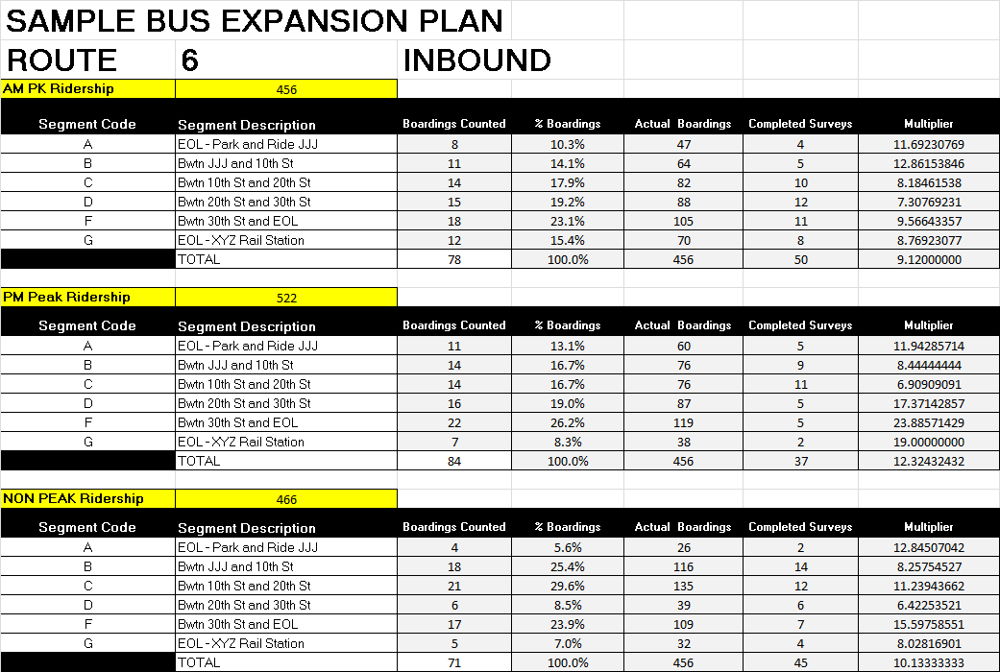 SAMPLE BUS EXPANSION PLAN
ROUTE 6 INBOUND
AM PK Ridership 456
Segment Code Segment Description Boardings Counted % Boardings Actual Boardings Completed Surveys Multiplier
A EOL - Park and Ride JJJ 8 10.3% 47 4 11.69230769
B Bwtn JJJ and 10th St 11 14.1% 64 5 12.86153846
C Bwtn 10th St and 20th St 14 17.9% 82 10 8.18461538
D Bwtn 20th St and 30th St 15 19.2% 88 12 7.30769231
F Bwtn 30th St and EOL 18 23.1% 105 11 9.56643357
G EOL - XYZ Rail Station 12 15.4% 70 8 8.76923077
TOTAL 78 100.0% 456 50 9.12000000
PM Peak Ridership 522
Segment Code Segment Description Boardings Counted % Boardings Actual Boardings Completed Surveys Multiplier
A EOL - Park and Ride JJJ 11 13.1% 60 5 11.94285714
B Bwtn JJJ and 10th St 14 16.7% 76 9 8.44444444
C Bwtn 10th St and 20th St 14 16.7% 76 11 6.90909091
D Bwtn 20th St and 30th St 16 19.0% 87 5 17.37142857
F Bwtn 30th St and EOL 22 26.2% 119 5 23.88571429
G EOL - XYZ Rail Station 7 8.3% 38 2 19.00000000
TOTAL 84 100.0% 456 37 12.32432432
NON PEAK Ridership 466
Segment Code Segment Description Boardings Counted % Boardings Actual Boardings Completed Surveys Multiplier
A EOL - Park and Ride JJJ 4 5.6% 26 2 12.84507042
B Bwtn JJJ and 10th St 18 25.4% 116 14 8.25754527
C Bwtn 10th St and 20th St 21 29.6% 135 12 11.23943662
D Bwtn 20th St and 30th St 6 8.5% 39 6 6.42253521
F Bwtn 30th St and EOL 17 23.9% 109 7 15.59758551
G EOL - XYZ Rail Station 5 7.0% 32 4 8.02816901
TOTAL 71 100.0% 456 45 10.13333333